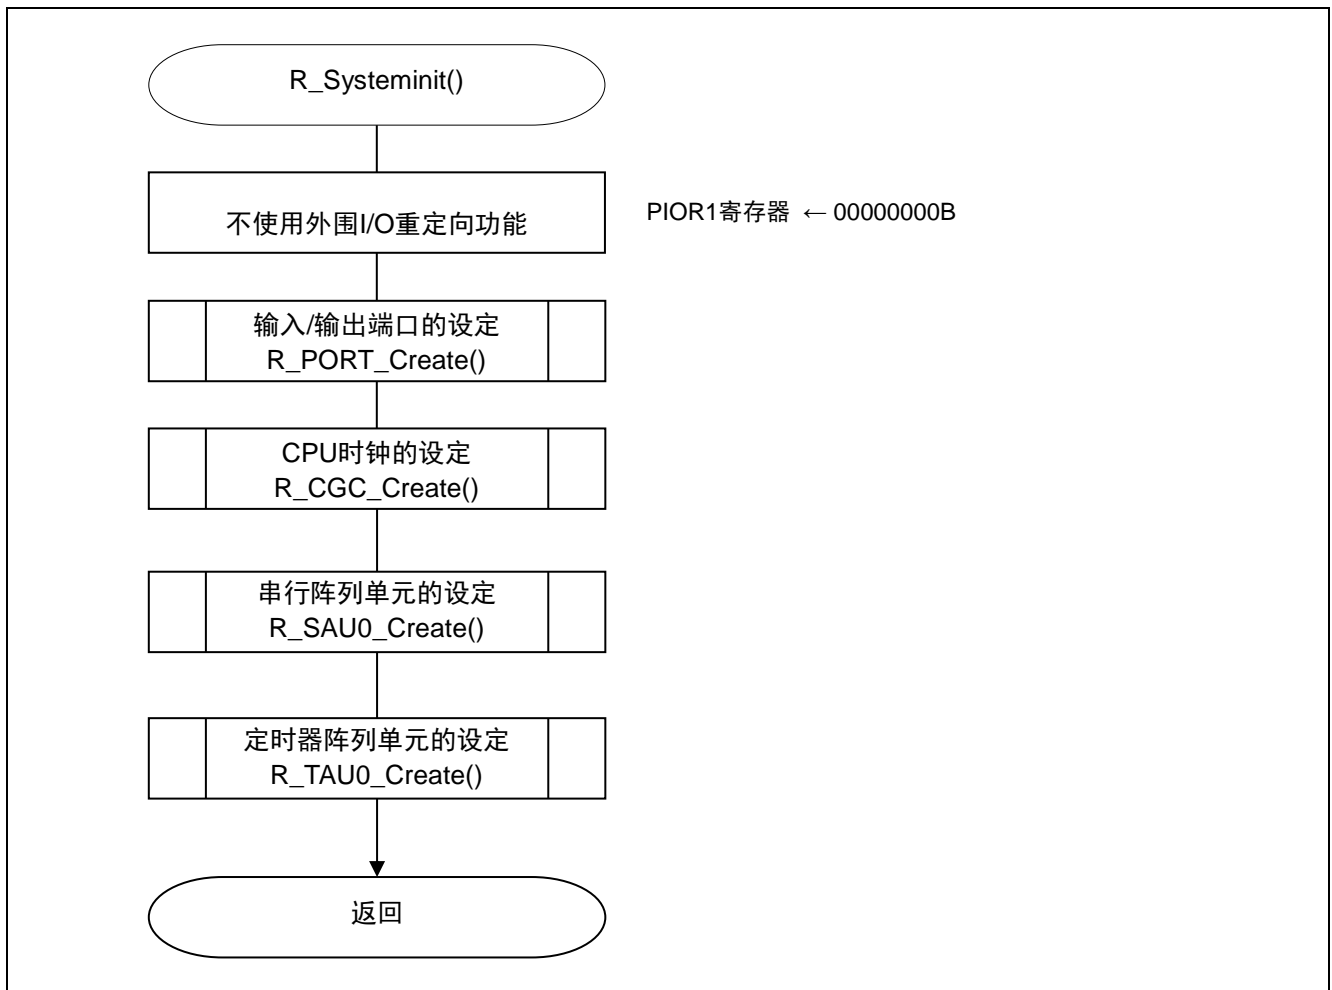 R_Systeminit()
不使用外围I/O重定向功能
PIOR1寄存器 ← 00000000B
输入/输出端口的设定
R_PORT_Create()
CPU时钟的设定
R_CGC_Create()
串行阵列单元的设定
R_SAU0_Create()
定时器阵列单元的设定
R_TAU0_Create()
返回